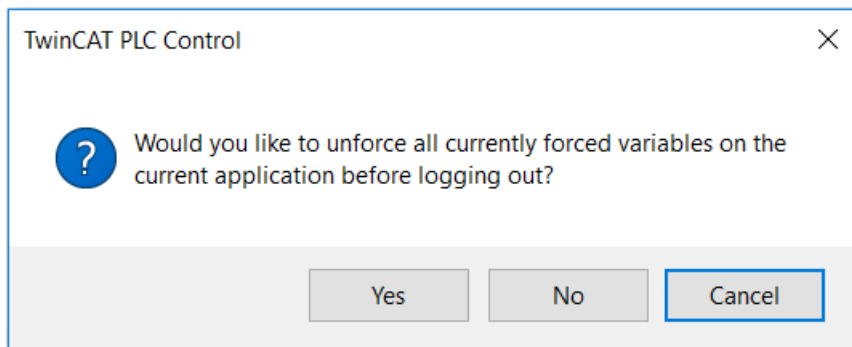 TwinCAT PLC Control
Would you like to unforce all currently forced variables on the
current application before logging out?
Yes
No
Cancel